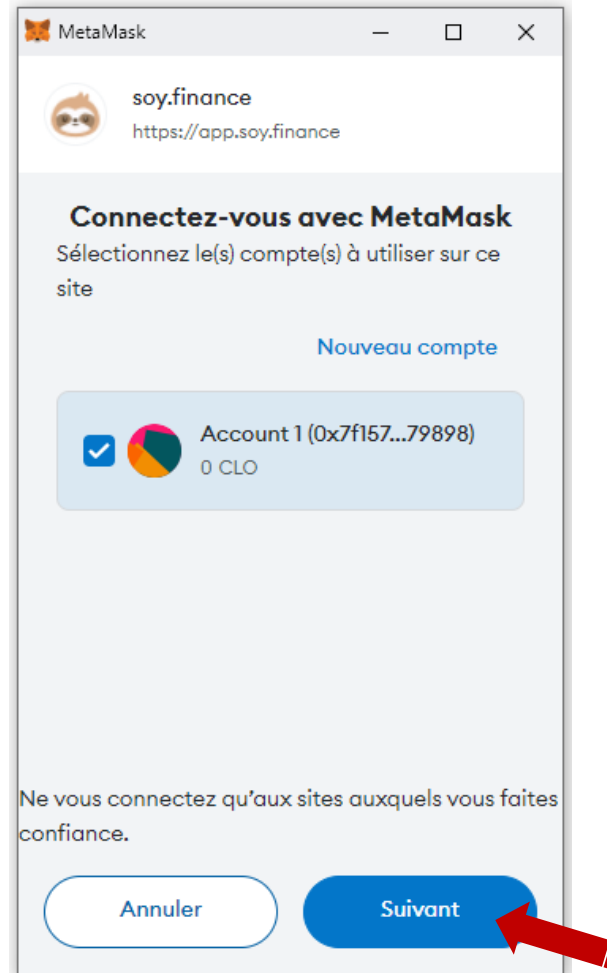 MetaMask
soy.finance
https://app.soy.finance
Connectez-vous avec MetaMask
Sélectionnez le(s) compte(s) à utiliser sur ce
site
Nouveau compte
Account 1 (0x7f157...79898)
0 CLO
Ne vous connectez qu’aux sites auxquels vous faites
confiance.
Annuler
Suivant